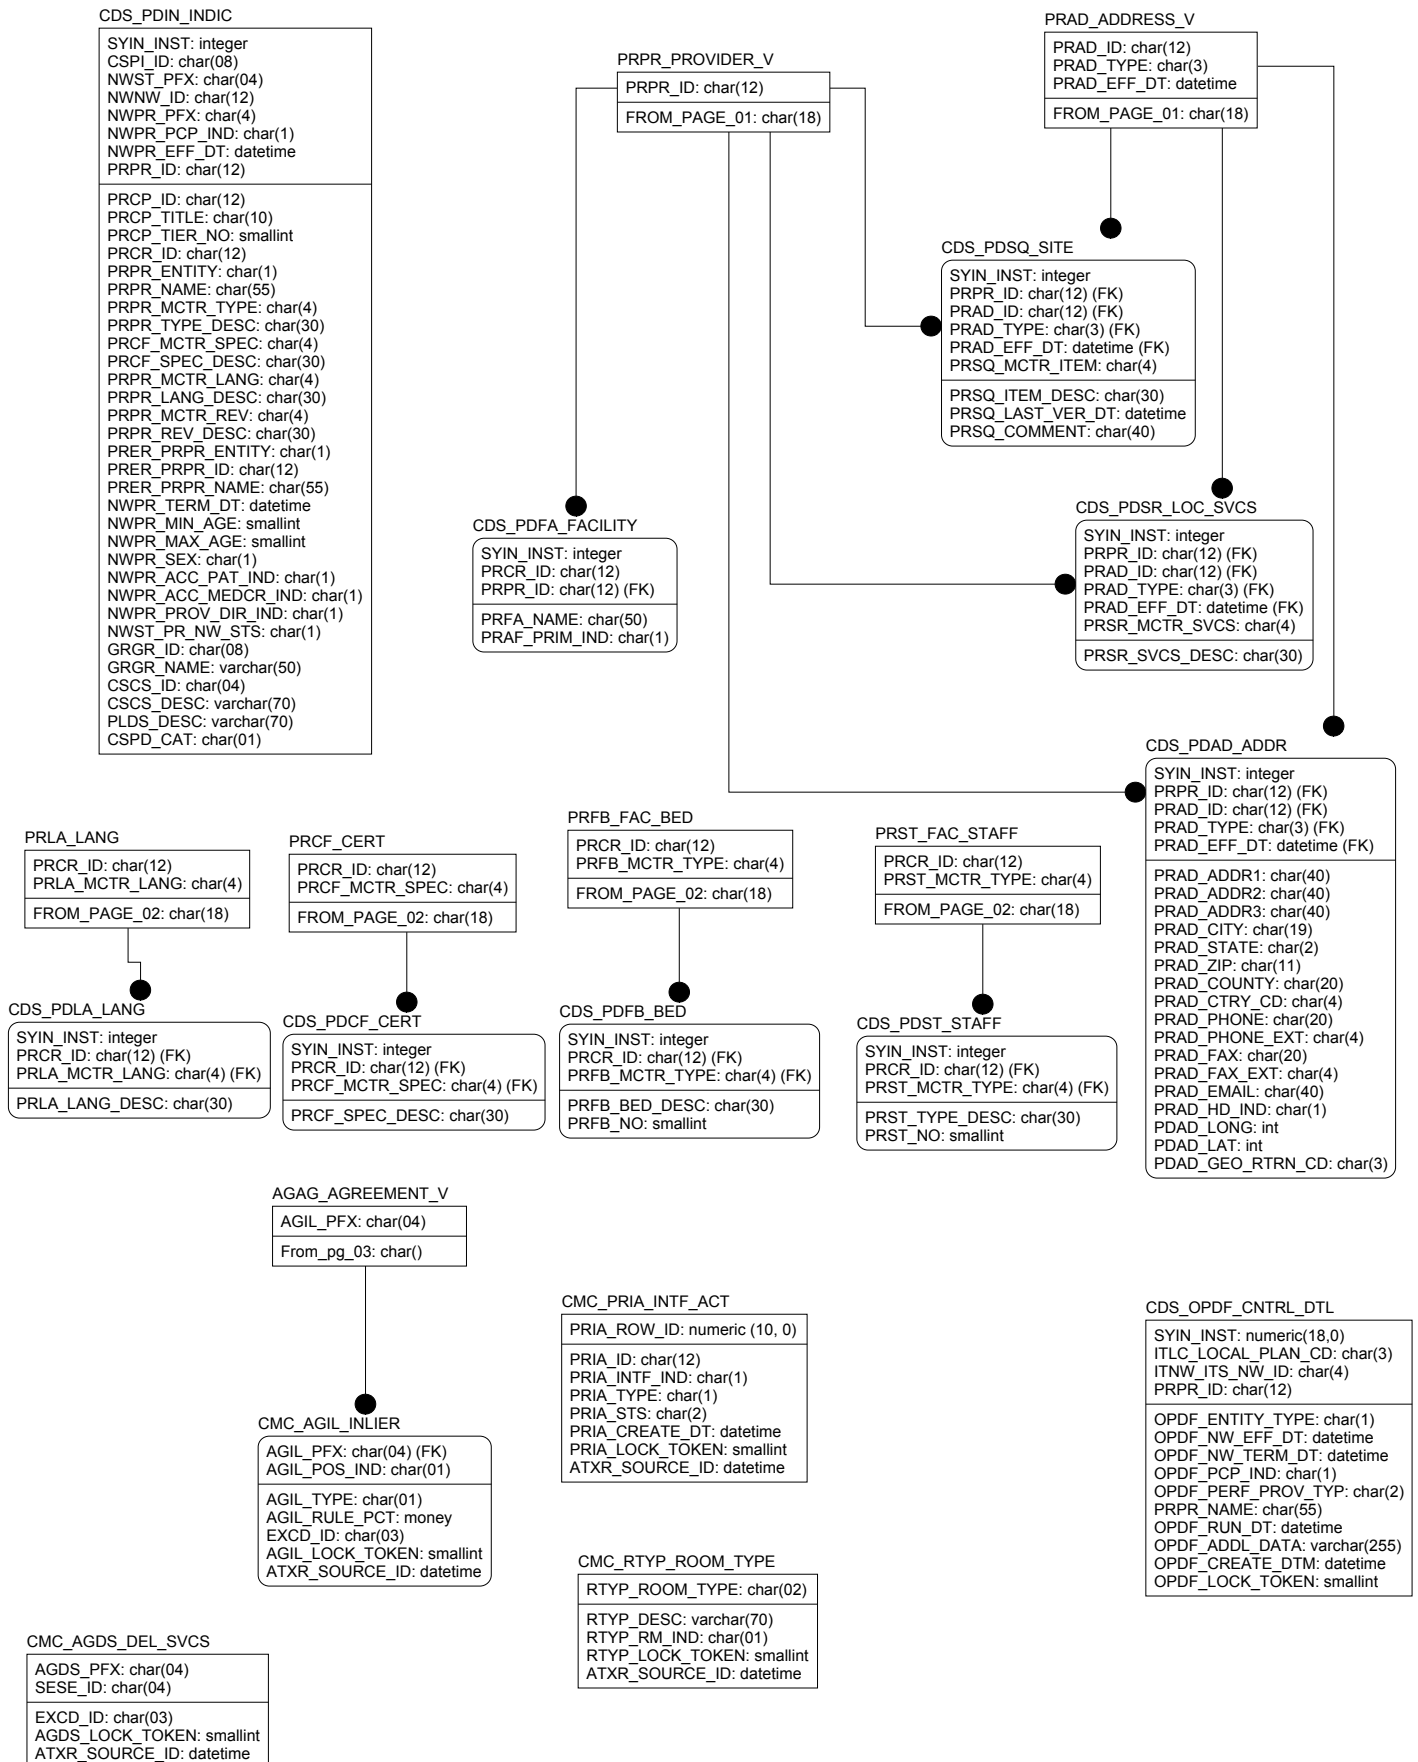 CDS_PDIN_INDIC
SYIN_INST: integer
CSPI_ID: char(08)
NWST_PFX: char(04)
NWNW_ID: char(12)
NWPR_PFX: char(4)
NWPR_PCP_IND: char(1)
NWPR_EFF_DT: datetime
PRPR_ID: char(12)
PRCP_ID: char(12)
PRCP_TITLE: char(10)
PRCP_TIER_NO: smallint
PRCR_ID: char(12)
PRPR_ENTITY: char(1)
PRPR_NAME: char(55)
PRPR_MCTR_TYPE: char(4)
PRPR_TYPE_DESC: char(30)
PRCF_MCTR_SPEC: char(4)
PRCF_SPEC_DESC: char(30)
PRPR_MCTR_LANG: char(4)
PRPR_LANG_DESC: char(30)
PRPR_MCTR_REV: char(4)
PRPR_REV_DESC: char(30)
PRER_PRPR_ENTITY: char(1)
PRER_PRPR_ID: char(12)
PRER_PRPR_NAME: char(55)
NWPR_TERM_DT: datetime
NWPR_MIN_AGE: smallint
NWPR_MAX_AGE: smallint
NWPR_SEX: char(1)
NWPR_ACC_PAT_IND: char(1)
NWPR_ACC_MEDCR_IND: char(1)
NWPR_PROV_DIR_IND: char(1)
NWST_PR_NW_STS: char(1)
GRGR_ID: char(08)
GRGR_NAME: varchar(50)
CSCS_ID: char(04)
CSCS_DESC: varchar(70)
PLDS_DESC: varchar(70)
CSPD_CAT: char(01)
PRPR_PROVIDER_V
PRPR_ID: char(12)
FROM_PAGE_01: char(18)
PRAD_ADDRESS_V
PRAD_ID: char(12)
PRAD_TYPE: char(3)
PRAD_EFF_DT: datetime
FROM_PAGE_01: char(18)
CDS_PDSQ_SITE
SYIN_INST: integer
PRPR_ID: char(12) (FK)
PRAD_ID: char(12) (FK)
PRAD_TYPE: char(3) (FK)
PRAD_EFF_DT: datetime (FK)
PRSQ_MCTR_ITEM: char(4)
PRSQ_ITEM_DESC: char(30)
PRSQ_LAST_VER_DT: datetime
PRSQ_COMMENT: char(40)
CDS_PDFA_FACILITY
SYIN_INST: integer
PRCR_ID: char(12)
PRPR_ID: char(12) (FK)
PRFA_NAME: char(50)
PRAF_PRIM_IND: char(1)
CDS_PDSR_LOC_SVCS
SYIN_INST: integer
PRPR_ID: char(12) (FK)
PRAD_ID: char(12) (FK)
PRAD_TYPE: char(3) (FK)
PRAD_EFF_DT: datetime (FK)
PRSR_MCTR_SVCS: char(4)
PRSR_SVCS_DESC: char(30)
CDS_PDAD_ADDR
SYIN_INST: integer
PRPR_ID: char(12) (FK)
PRAD_ID: char(12) (FK)
PRAD_TYPE: char(3) (FK)
PRAD_EFF_DT: datetime (FK)
PRAD_ADDR1: char(40)
PRAD_ADDR2: char(40)
PRAD_ADDR3: char(40)
PRAD_CITY: char(19)
PRAD_STATE: char(2)
PRAD_ZIP: char(11)
PRAD_COUNTY: char(20)
PRAD_CTRY_CD: char(4)
PRAD_PHONE: char(20)
PRAD_PHONE_EXT: char(4)
PRAD_FAX: char(20)
PRAD_FAX_EXT: char(4)
PRAD_EMAIL: char(40)
PRAD_HD_IND: char(1)
PDAD_LONG: int
PDAD_LAT: int
PDAD_GEO_RTRN_CD: char(3)
PRLA_LANG
PRCR_ID: char(12)
PRLA_MCTR_LANG: char(4)
FROM_PAGE_02: char(18)
PRCF_CERT
PRCR_ID: char(12)
PRCF_MCTR_SPEC: char(4)
FROM_PAGE_02: char(18)
PRFB_FAC_BED
PRCR_ID: char(12)
PRFB_MCTR_TYPE: char(4)
FROM_PAGE_02: char(18)
PRST_FAC_STAFF
PRCR_ID: char(12)
PRST_MCTR_TYPE: char(4)
FROM_PAGE_02: char(18)
CDS_PDLA_LANG
SYIN_INST: integer
PRCR_ID: char(12) (FK)
PRLA_MCTR_LANG: char(4) (FK)
PRLA_LANG_DESC: char(30)
CDS_PDCF_CERT
SYIN_INST: integer
PRCR_ID: char(12) (FK)
PRCF_MCTR_SPEC: char(4) (FK)
PRCF_SPEC_DESC: char(30)
CDS_PDFB_BED
SYIN_INST: integer
PRCR_ID: char(12) (FK)
PRFB_MCTR_TYPE: char(4) (FK)
PRFB_BED_DESC: char(30)
PRFB_NO: smallint
CDS_PDST_STAFF
SYIN_INST: integer
PRCR_ID: char(12) (FK)
PRST_MCTR_TYPE: char(4) (FK)
PRST_TYPE_DESC: char(30)
PRST_NO: smallint
AGAG_AGREEMENT_V
AGIL_PFX: char(04)
From_pg_03: char()
CMC_AGIL_INLIER
AGIL_PFX: char(04) (FK)
AGIL_POS_IND: char(01)
AGIL_TYPE: char(01)
AGIL_RULE_PCT: money
EXCD_ID: char(03)
AGIL_LOCK_TOKEN: smallint
ATXR_SOURCE_ID: datetime
CMC_PRIA_INTF_ACT
PRIA_ROW_ID: numeric (10, 0)
PRIA_ID: char(12)
PRIA_INTF_IND: char(1)
PRIA_TYPE: char(1)
PRIA_STS: char(2)
PRIA_CREATE_DT: datetime
PRIA_LOCK_TOKEN: smallint
ATXR_SOURCE_ID: datetime
CDS_OPDF_CNTRL_DTL
SYIN_INST: numeric(18,0)
ITLC_LOCAL_PLAN_CD: char(3)
ITNW_ITS_NW_ID: char(4)
PRPR_ID: char(12)
OPDF_ENTITY_TYPE: char(1)
OPDF_NW_EFF_DT: datetime
OPDF_NW_TERM_DT: datetime
OPDF_PCP_IND: char(1)
OPDF_PERF_PROV_TYP: char(2)
PRPR_NAME: char(55)
OPDF_RUN_DT: datetime
OPDF_ADDL_DATA: varchar(255)
OPDF_CREATE_DTM: datetime
OPDF_LOCK_TOKEN: smallint
CMC_RTYP_ROOM_TYPE
RTYP_ROOM_TYPE: char(02)
RTYP_DESC: varchar(70)
RTYP_RM_IND: char(01)
RTYP_LOCK_TOKEN: smallint
ATXR_SOURCE_ID: datetime
CMC_AGDS_DEL_SVCS
AGDS_PFX: char(04)
SESE_ID: char(04)
EXCD_ID: char(03)
AGDS_LOCK_TOKEN: smallint
ATXR_SOURCE_ID: datetime